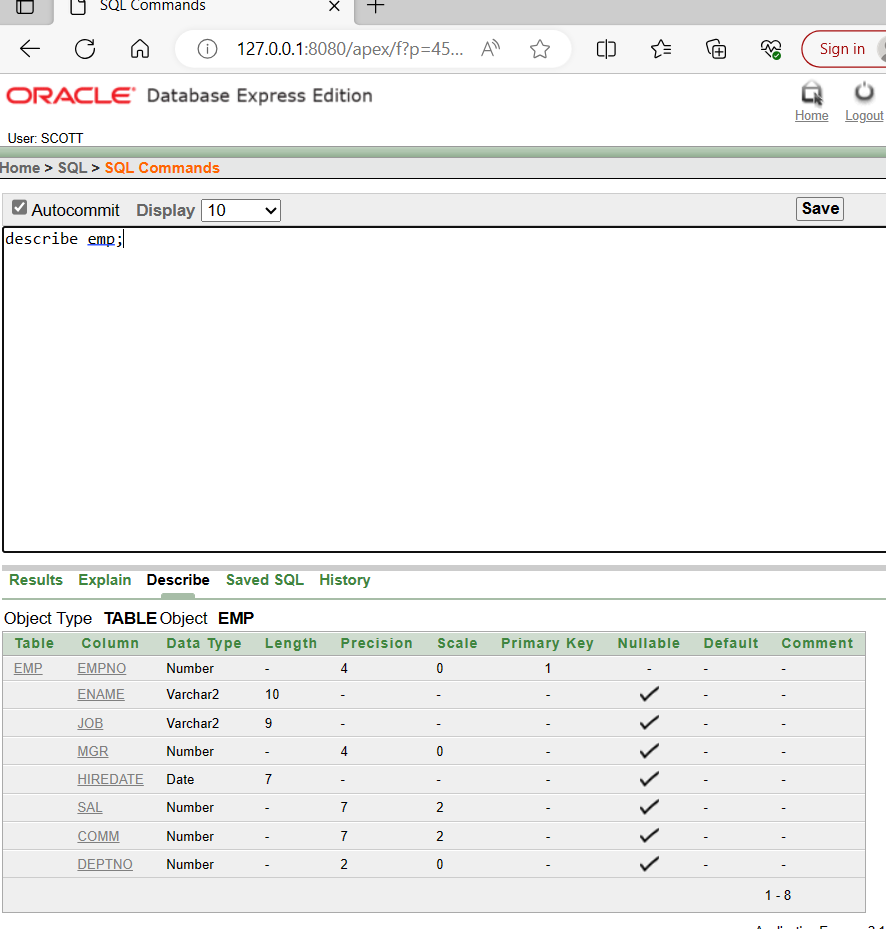 SQL Commands
127.0.0.1:8080/apex/f?p=45...
Sign in
ORACLE Database Express Edition
Home Logout
User: SCOTT
Home > SQL > SQL Commands
Autocommit Display 10 Save
describe emp;
Results Explain Describe Saved SQL History
Object Type TABLE Object EMP
Table Column Data Type Length Precision Scale Primary Key Nullable Default Comment
EMP EMPNO Number - 4 0 1 - - -
ENAME Varchar2 10 - - - ✓ - -
JOB Varchar2 9 - - - ✓ - -
MGR Number - 4 0 - ✓ - -
HIREDATE Date 7 - - - ✓ - -
SAL Number - 7 2 - ✓ - -
COMM Number - 7 2 - ✓ - -
DEPTNO Number - 2 0 - ✓ - -
1 - 8